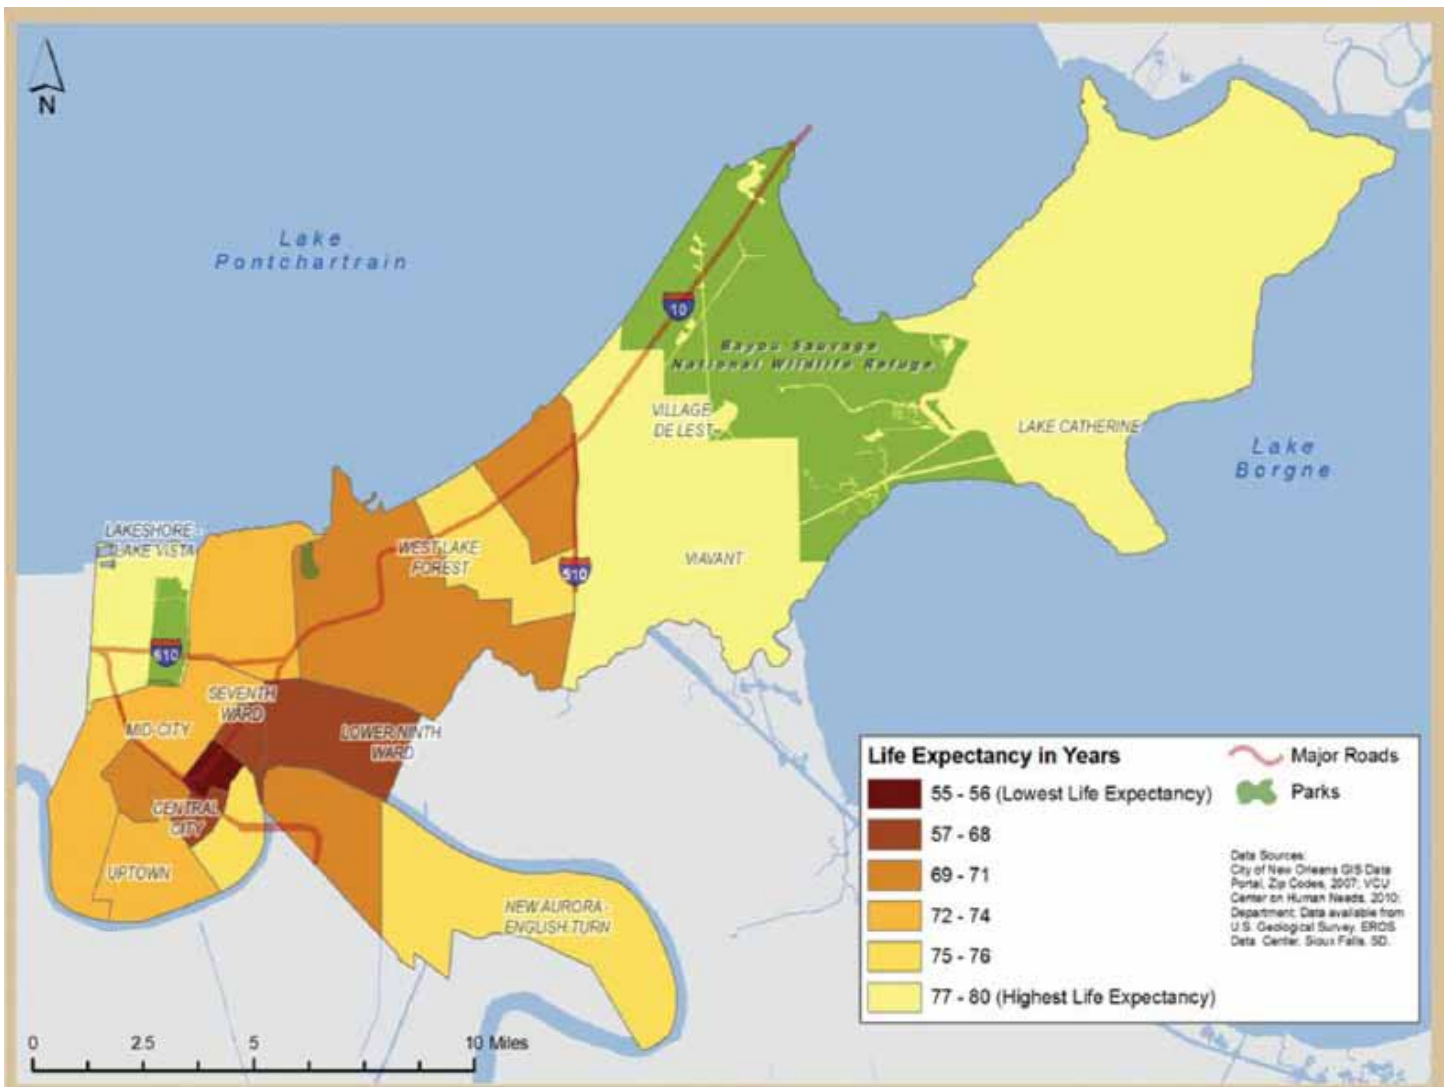 N
Lake
Pontchartrain
10
Bayou Sauvage
National Wildlife Refuge
VILLAGE
DE LEST
LAKE CATHERINE
Lake
Borgne
LAKESHORE -
LAKE VISTA
WEST LAKE
FOREST
VIAVANT
510
610
SEVENTH
WARD
MID-CITY
LOWER NINTH
WARD
CENTRAL
CITY
UPTOWN
NEW AURORA -
ENGLISH TURN
Life Expectancy in Years
55 - 56 (Lowest Life Expectancy)
57 - 68
69 - 71
72 - 74
75 - 76
77 - 80 (Highest Life Expectancy)
Major Roads
Parks
Data Sources:
City of New Orleans GIS Data
Portal, Zip Codes, 2007; VCU
Center on Human Needs, 2010;
Department; Data available from
U.S. Geological Survey, EROS
Data Center, Sioux Falls, SD.
0 2.5 5 10 Miles